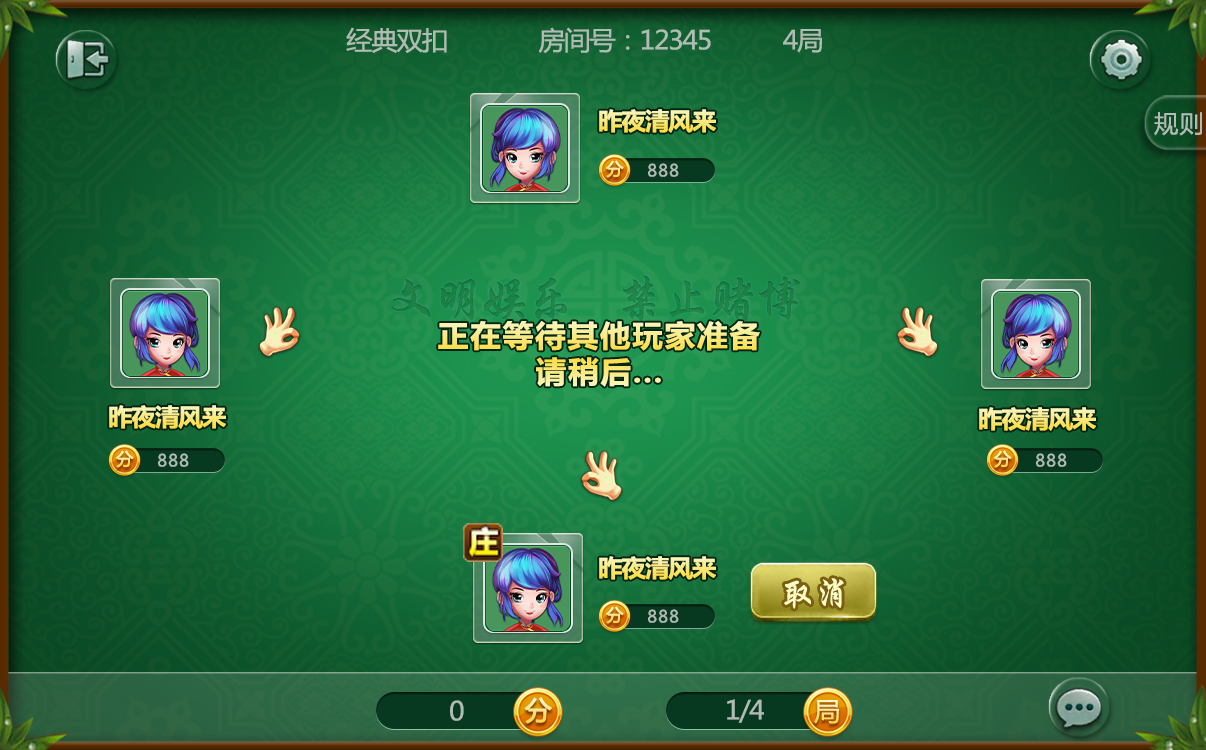 经典双扣 房间号：12345 4局
规则
昨夜清风来
分 888
文明娱乐 禁止赌博
正在等待其他玩家准备
请稍后...
昨夜清风来
分 888
昨夜清风来
分 888
庄
昨夜清风来
分 888
取消
0 分
1/4 局